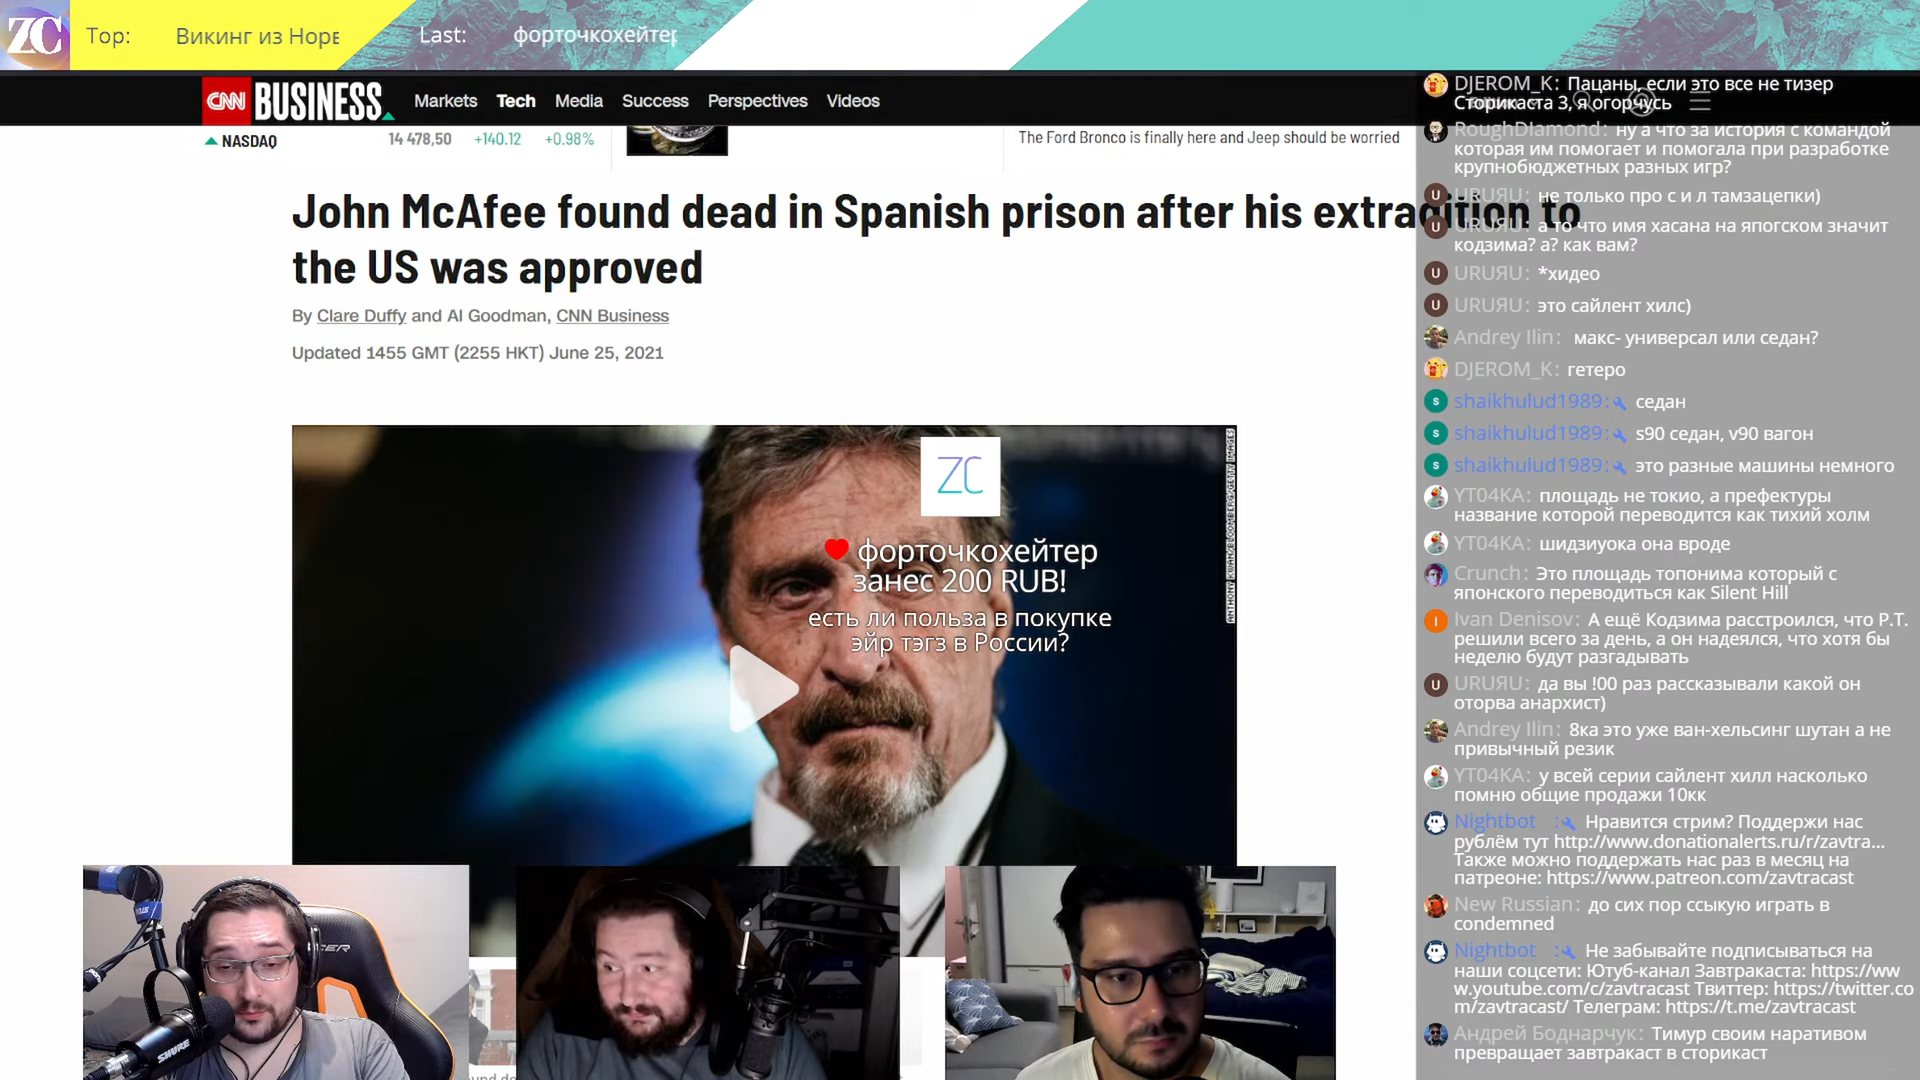 ZC
Top:
Викинг из Норе
Last:
форточкохейтер
CNN BUSINESS
Markets
Tech
Media
Success
Perspectives
Videos
NASDAQ
14 478,50
+140.12
+0.98%
The Ford Bronco is finally here and Jeep should be worried
John McAfee found dead in Spanish prison after his extradition to
the US was approved
By Clare Duffy and Al Goodman, CNN Business
Updated 1455 GMT (2255 HKT) June 25, 2021
ZC
форточкохейтер
занес 200 RUB!
есть ли польза в покупке
эйр тэгз в России?
ANTHONY KWAN/BLOOMBERG/GETTY IMAGES
SHURE
DJEROM_K: Пацаны, если это все не тизер
Сторикаста 3, я огорчусь
RoughDIamond: ну а что за история с командой
которая им помогает и помогала при разработке
крупнобюджетных разных игр?
URUЯU: не только про с и л тамзацепки)
URUЯU: а то что имя хасана на япогском значит
кодзима? а? как вам?
URUЯU: *хидео
URUЯU: это сайлент хилс)
Andrey Ilin: макс- универсал или седан?
DJEROM_K: гетеро
shaikhulud1989: седан
shaikhulud1989: s90 седан, v90 вагон
shaikhulud1989: это разные машины немного
YT04KA: площадь не токио, а префектуры
название которой переводится как тихий холм
YT04KA: шидзиуока она вроде
Crunch: Это площадь топонима который с
японского переводиться как Silent Hill
Ivan Denisov: А ещё Кодзима расстроился, что P.T.
решили всего за день, а он надеялся, что хотя бы
неделю будут разгадывать
URUЯU: да вы !00 раз рассказывали какой он
оторва анархист)
Andrey Ilin: 8ка это уже ван-хельсинг шутан а не
привычный резик
YT04KA: у всей серии сайлент хилл насколько
помню общие продажи 10кк
Nightbot : Нравится стрим? Поддержи нас
рублём тут http://www.donationalerts.ru/r/zavtra...
Также можно поддержать нас раз в месяц на
патреоне: https://www.patreon.com/zavtracast
New Russian: до сих пор ссыкую играть в
condemned
Nightbot : Не забывайте подписываться на
наши соцсети: Ютуб-канал Завтракаста: https://ww
w.youtube.com/c/zavtracast Твиттер: https://twitter.co
m/zavtracast/ Телеграм: https://t.me/zavtracast
Андрей Боднарчук: Тимур своим наративом
превращает завтракаст в сторикаст